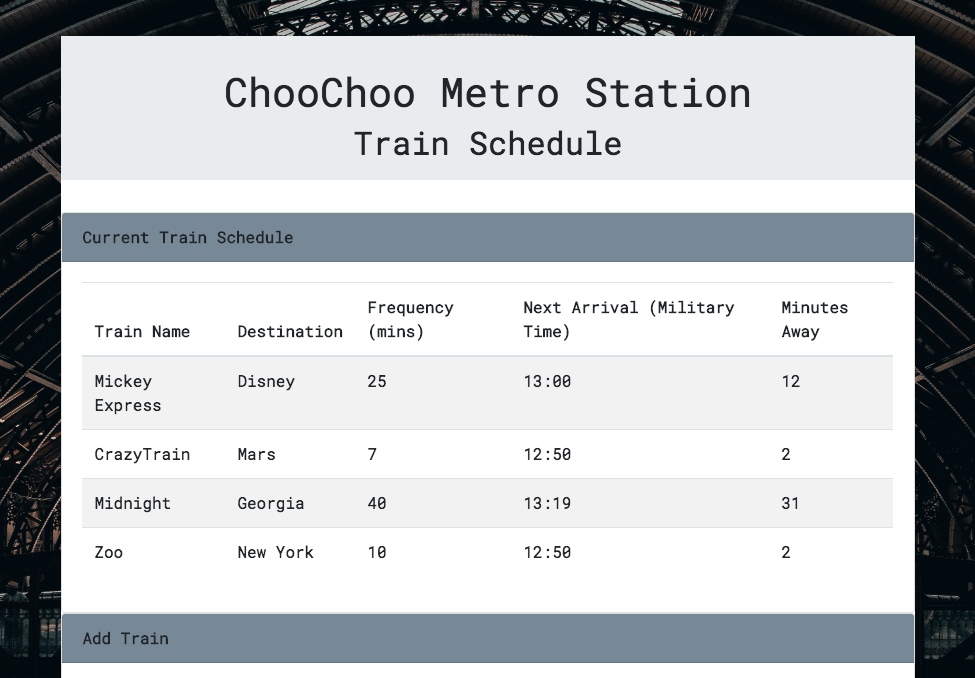 ChooChoo Metro Station
Train Schedule
Current Train Schedule
Train Name Destination Frequency (mins) Next Arrival (Military Time) Minutes Away
Mickey Express Disney 25 13:00 12
CrazyTrain Mars 7 12:50 2
Midnight Georgia 40 13:19 31
Zoo New York 10 12:50 2
Add Train